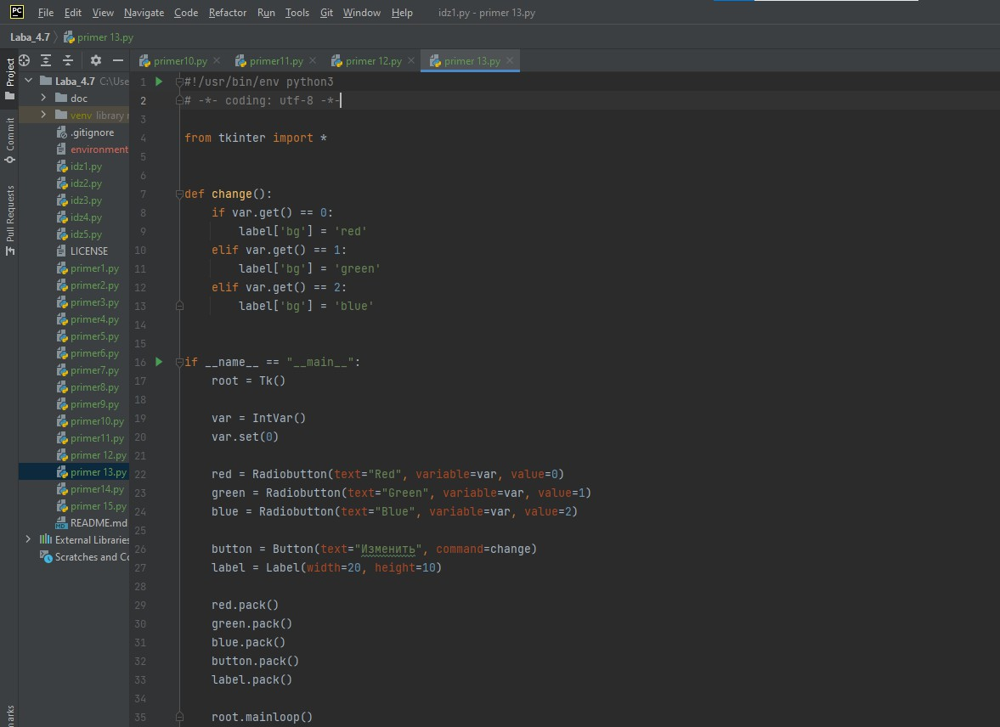 PC File Edit View Navigate Code Refactor Run Tools Git Window Help idz1.py - primer 13.py
Laba_4.7 primer 13.py
primer10.py primer11.py primer 12.py primer 13.py
Project
Commit
Pull Requests
Laba_4.7 C:\Use
doc
venv library
.gitignore
environment
idz1.py
idz2.py
idz3.py
idz4.py
idz5.py
LICENSE
primer1.py
primer2.py
primer3.py
primer4.py
primer5.py
primer6.py
primer7.py
primer8.py
primer9.py
primer10.py
primer11.py
primer 12.py
primer 13.py
primer14.py
primer 15.py
README.md
External Libraries
Scratches and Co
1 #!/usr/bin/env python3
2 # -*- coding: utf-8 -*-
3
4 from tkinter import *
5
6
7 def change():
8 if var.get() == 0:
9 label['bg'] = 'red'
10 elif var.get() == 1:
11 label['bg'] = 'green'
12 elif var.get() == 2:
13 label['bg'] = 'blue'
14
15
16 if __name__ == "__main__":
17 root = Tk()
18
19 var = IntVar()
20 var.set(0)
21
22 red = Radiobutton(text="Red", variable=var, value=0)
23 green = Radiobutton(text="Green", variable=var, value=1)
24 blue = Radiobutton(text="Blue", variable=var, value=2)
25
26 button = Button(text="Изменить", command=change)
27 label = Label(width=20, height=10)
28
29 red.pack()
30 green.pack()
31 blue.pack()
32 button.pack()
33 label.pack()
34
35 root.mainloop()